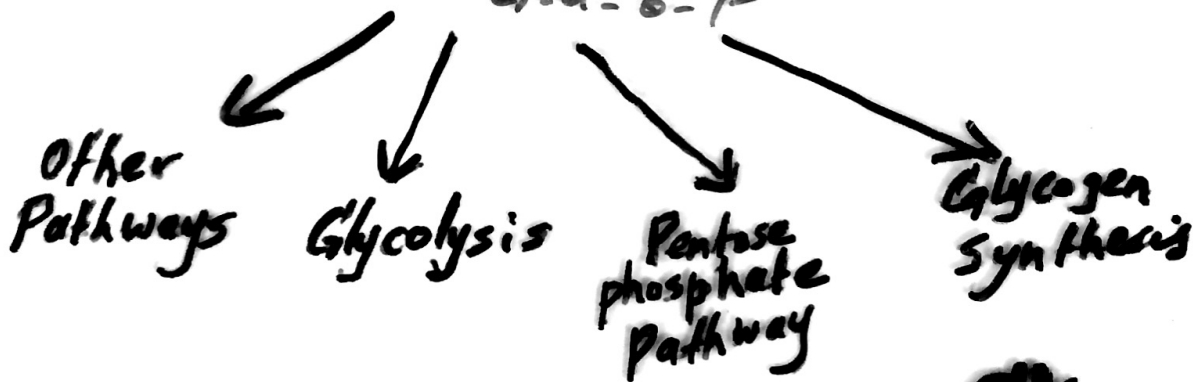 Other
Pathways
Glycolysis
Pentose
phosphate
Pathway
Glycogen
synthesis